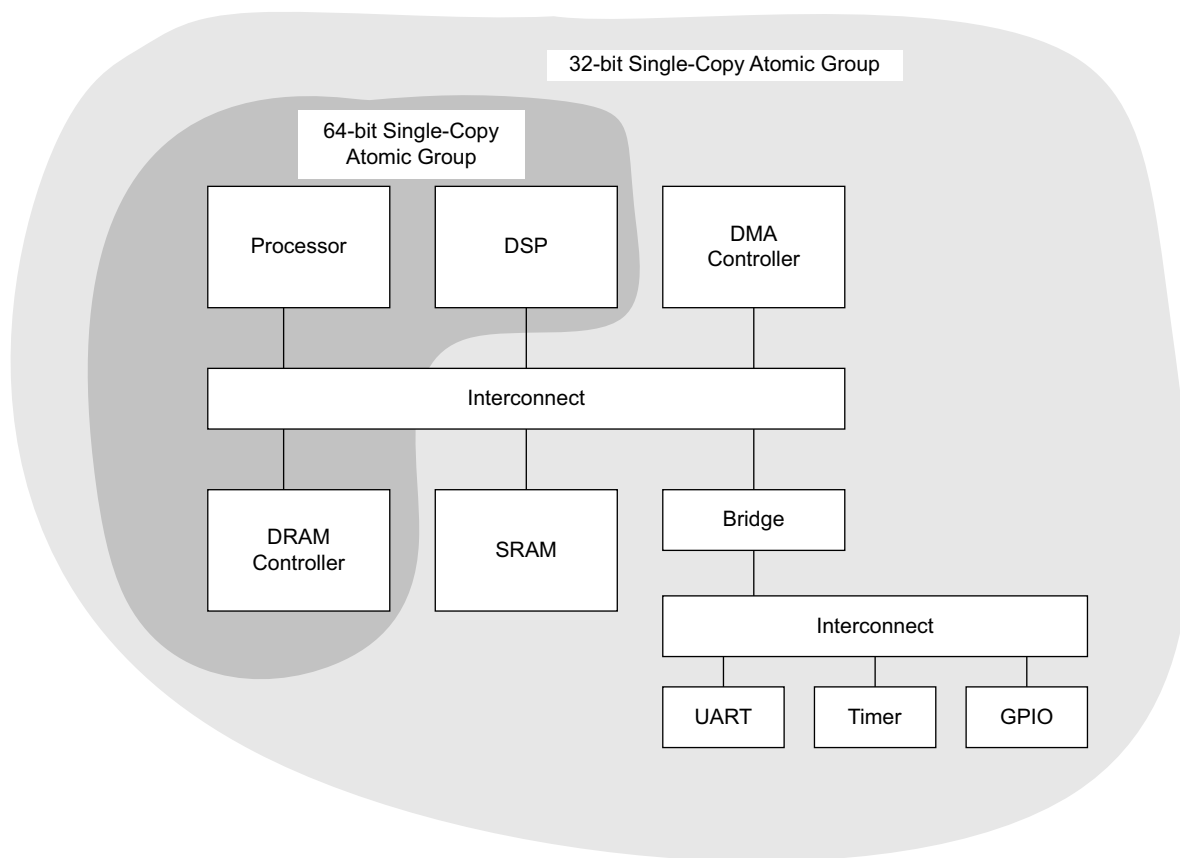 32-bit Single-Copy Atomic Group
64-bit Single-Copy
Atomic Group
Processor
DSP
DMA
Controller
Interconnect
DRAM
Controller
SRAM
Bridge
Interconnect
UART
Timer
GPIO